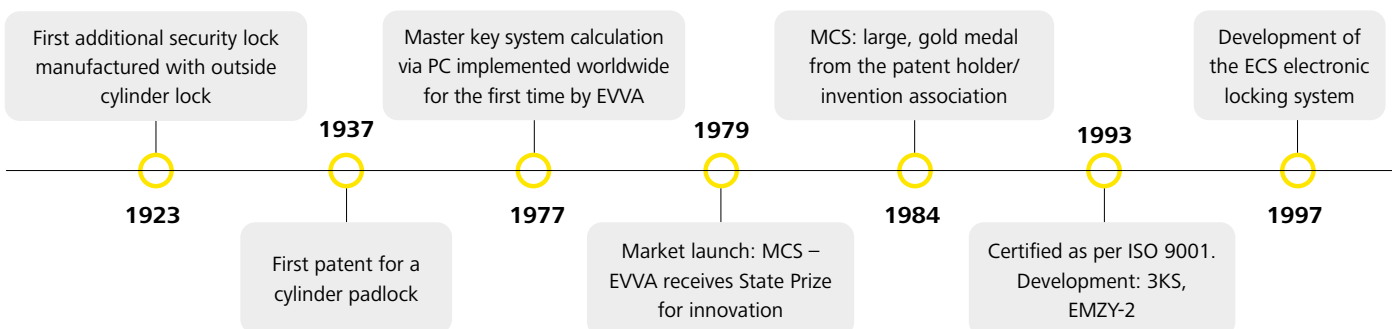 First additional security lock
manufactured with outside
cylinder lock
1923
1937
First patent for a
cylinder padlock
Master key system calculation
via PC implemented worldwide
for the first time by EVVA
1977
1979
Market launch: MCS –
EVVA receives State Prize
for innovation
MCS: large, gold medal
from the patent holder/
invention association
1984
1993
Certified as per ISO 9001.
Development: 3KS,
EMZY-2
Development of
the ECS electronic
locking system
1997